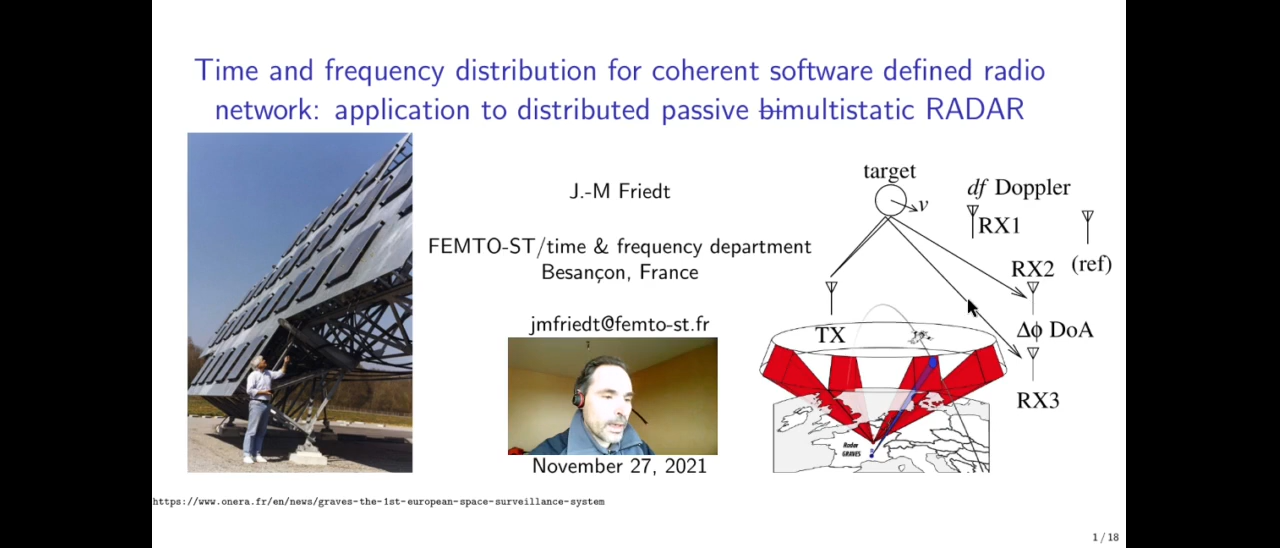 Time and frequency distribution for coherent software defined radio
network: application to distributed passive bimultistatic RADAR
J.-M Friedt
FEMTO-ST/time & frequency department
Besançon, France
jmfriedt@femto-st.fr
November 27, 2021
target
v
df Doppler
RX1
(ref)
RX2
TX
Δϕ DoA
RX3
Radar
GRAVES
https://www.onera.fr/en/news/graves-the-1st-european-space-surveillance-system
1 / 18